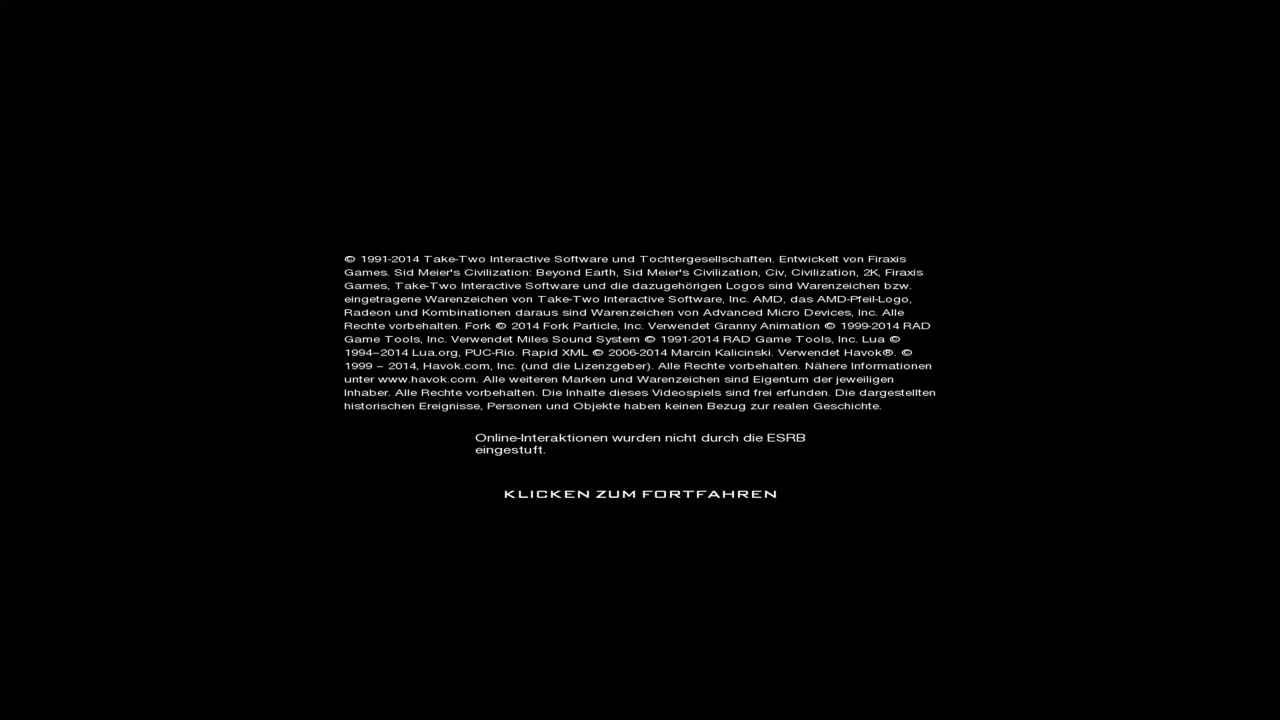 © 1991-2014 Take-Two Interactive Software und Tochtergesellschaften. Entwickelt von Firaxis
Games. Sid Meier's Civilization: Beyond Earth, Sid Meier's Civilization, Civ, Civilization, 2K, Firaxis
Games, Take-Two Interactive Software und die dazugehörigen Logos sind Warenzeichen bzw.
eingetragene Warenzeichen von Take-Two Interactive Software, Inc. AMD, das AMD-Pfeil-Logo,
Radeon und Kombinationen daraus sind Warenzeichen von Advanced Micro Devices, Inc. Alle
Rechte vorbehalten. Fork © 2014 Fork Particle, Inc. Verwendet Granny Animation © 1999-2014 RAD
Game Tools, Inc. Verwendet Miles Sound System © 1991-2014 RAD Game Tools, Inc. Lua ©
1994–2014 Lua.org, PUC-Rio. Rapid XML © 2006-2014 Marcin Kalicinski. Verwendet Havok®. ©
1999 – 2014, Havok.com, Inc. (und die Lizenzgeber). Alle Rechte vorbehalten. Nähere Informationen
unter www.havok.com. Alle weiteren Marken und Warenzeichen sind Eigentum der jeweiligen
Inhaber. Alle Rechte vorbehalten. Die Inhalte dieses Videospiels sind frei erfunden. Die dargestellten
historischen Ereignisse, Personen und Objekte haben keinen Bezug zur realen Geschichte.
Online-Interaktionen wurden nicht durch die ESRB
eingestuft.
KLICKEN ZUM FORTFAHREN